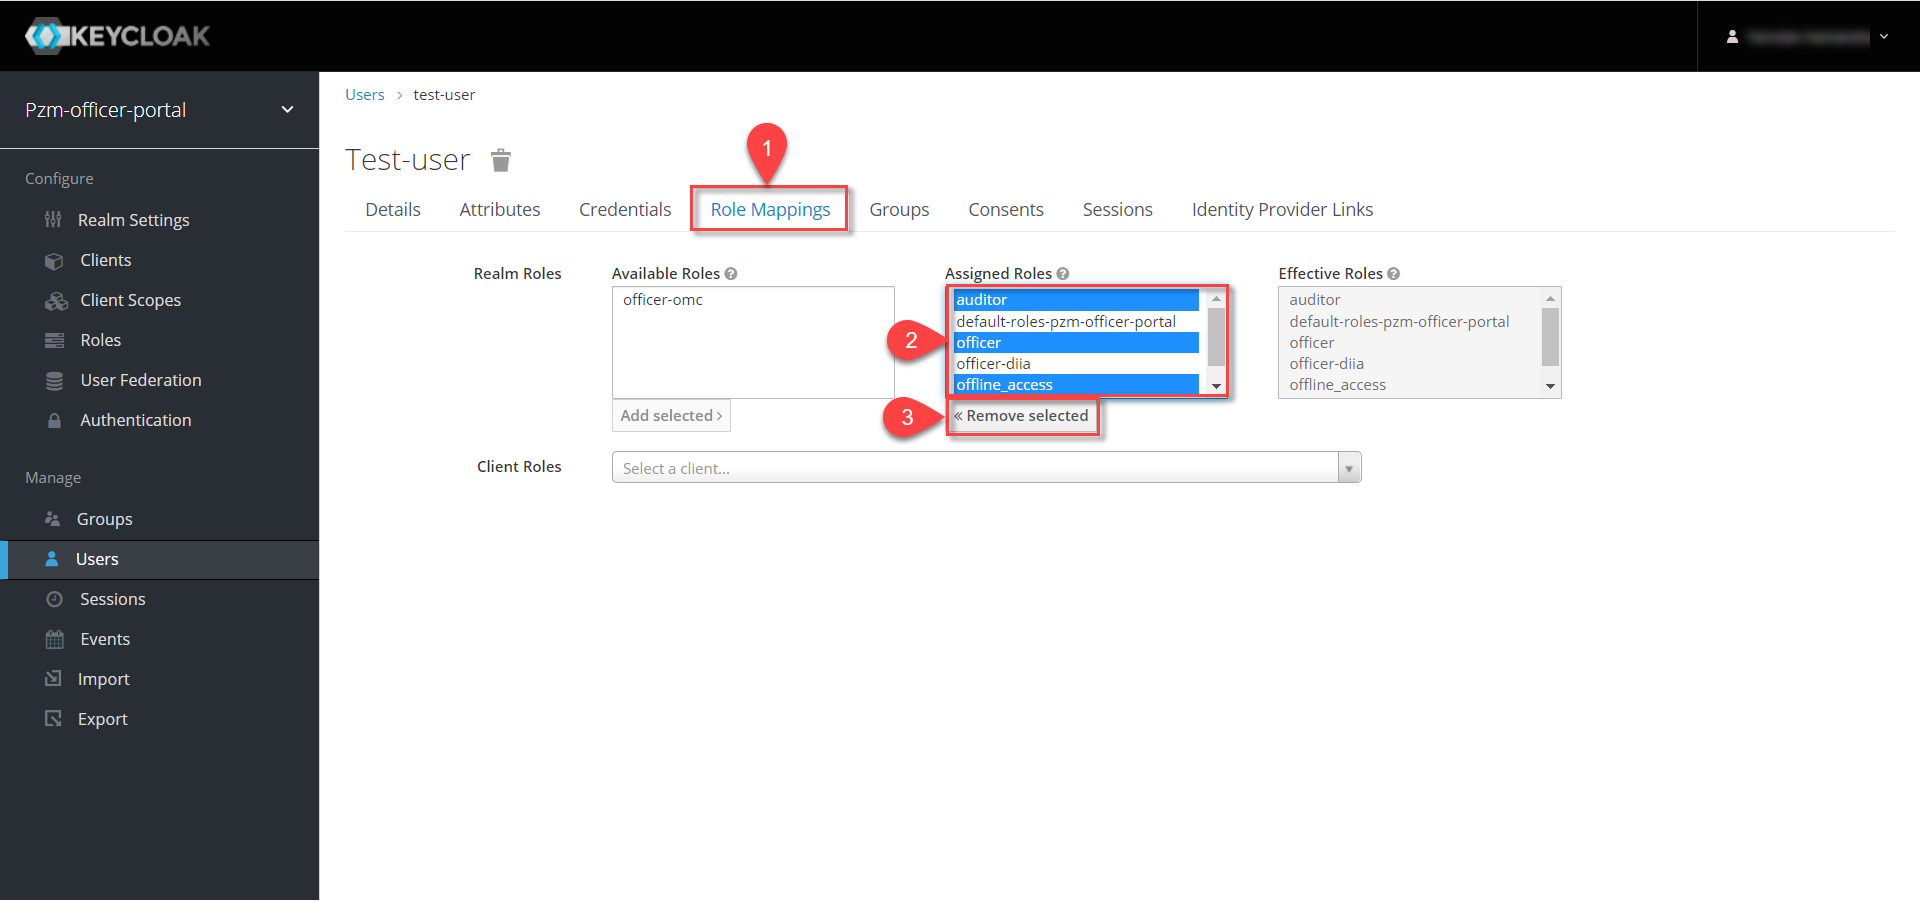 KEYCLOAK
Pzm-officer-portal
Configure
Realm Settings
Clients
Client Scopes
Roles
User Federation
Authentication
Manage
Groups
Users
Sessions
Events
Import
Export
Users > test-user
Test-user
1
Details Attributes Credentials Role Mappings Groups Consents Sessions Identity Provider Links
Realm Roles
Available Roles ?
officer-omc
Add selected >
Assigned Roles ?
auditor
default-roles-pzm-officer-portal
officer
officer-diia
offline_access
2
3
« Remove selected
Effective Roles ?
auditor
default-roles-pzm-officer-portal
officer
officer-diia
offline_access
Client Roles
Select a client...